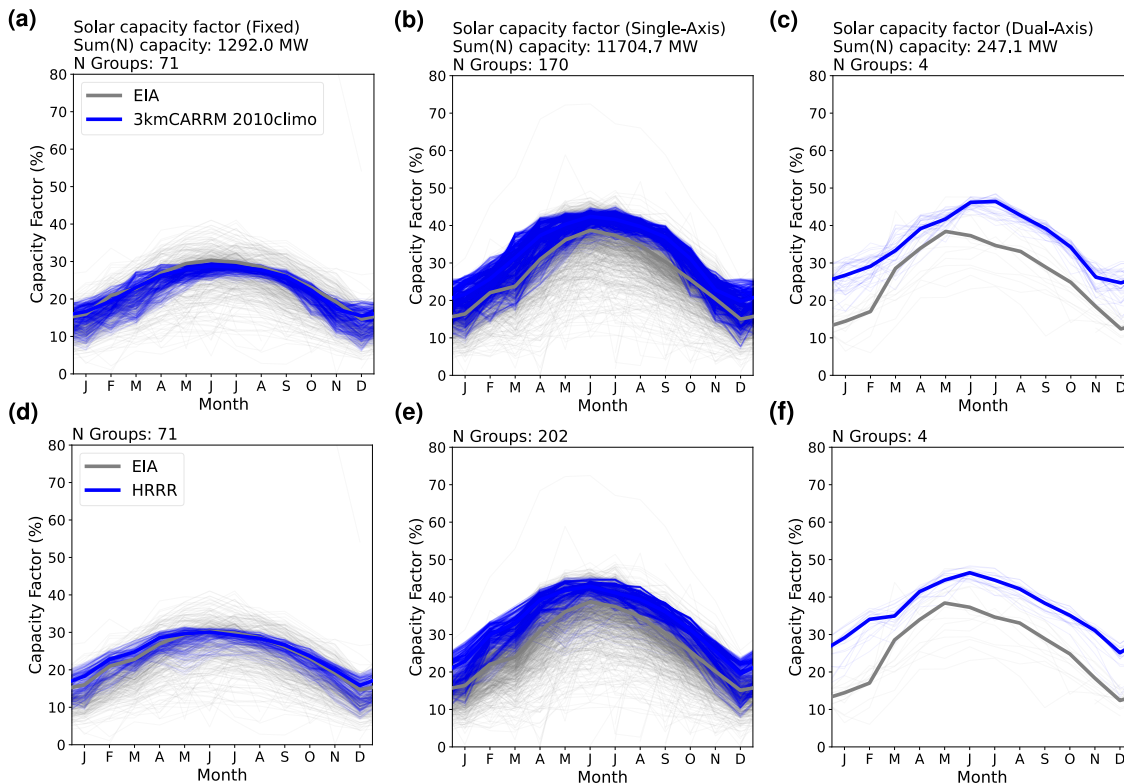 (a)
Solar capacity factor (Fixed)
Sum(N) capacity: 1292.0 MW
N Groups: 71
80
70
60
50
40
30
20
10
0
Capacity Factor (%)
EIA
3kmCARRM 2010climo
J F M A M J J A S O N D
Month
(b)
Solar capacity factor (Single-Axis)
Sum(N) capacity: 11704.7 MW
N Groups: 170
80
70
60
50
40
30
20
10
0
Capacity Factor (%)
J F M A M J J A S O N D
Month
(c)
Solar capacity factor (Dual-Axis)
Sum(N) capacity: 247.1 MW
N Groups: 4
80
70
60
50
40
30
20
10
0
Capacity Factor (%)
J F M A M J J A S O N D
Month
(d)
N Groups: 71
80
70
60
50
40
30
20
10
0
Capacity Factor (%)
EIA
HRRR
J F M A M J J A S O N D
Month
(e)
N Groups: 202
80
70
60
50
40
30
20
10
0
Capacity Factor (%)
J F M A M J J A S O N D
Month
(f)
N Groups: 4
80
70
60
50
40
30
20
10
0
Capacity Factor (%)
J F M A M J J A S O N D
Month